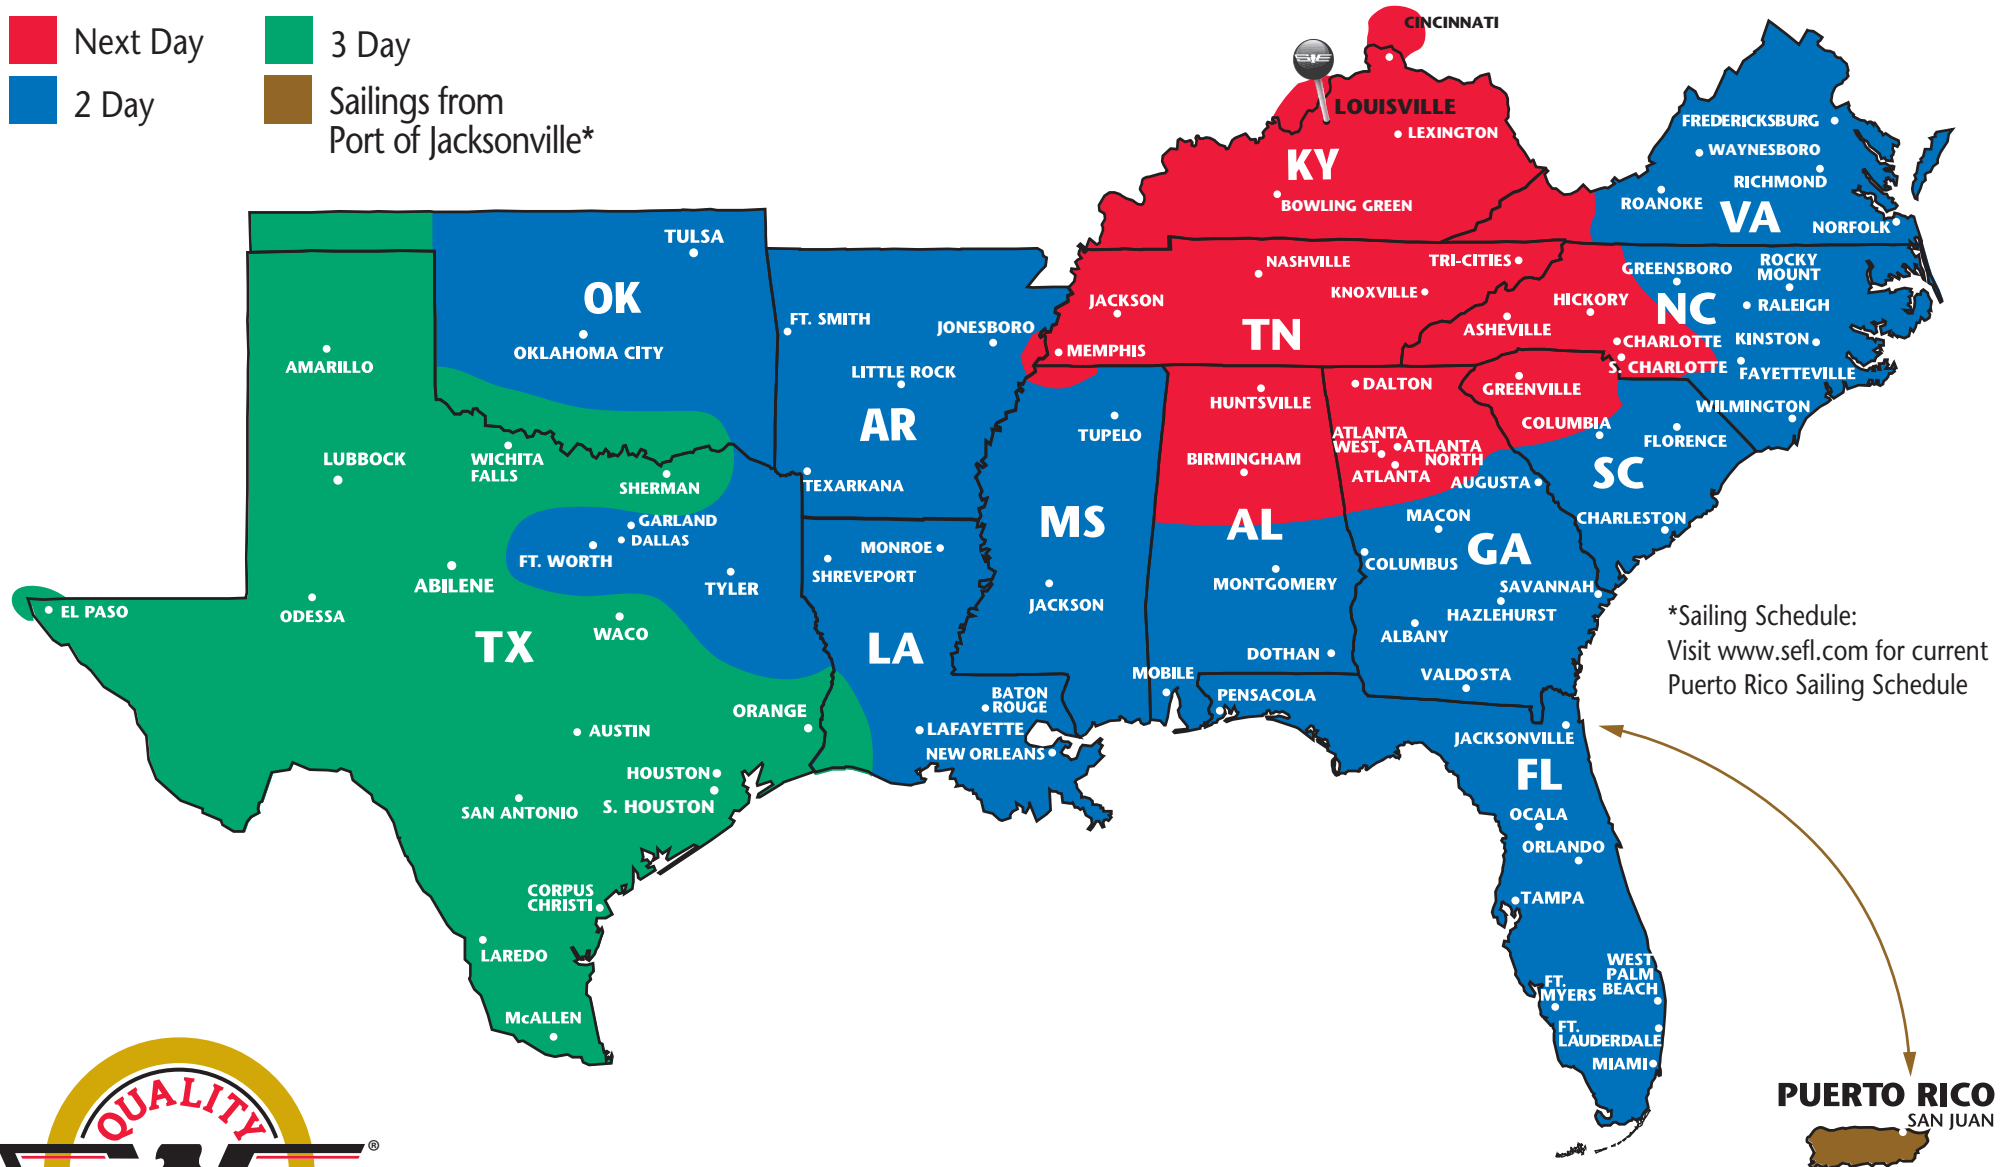 Next Day
3 Day
2 Day
Sailings from
Port of Jacksonville*
CINCINNATI
LOUISVILLE
LEXINGTON
KY
BOWLING GREEN
FREDERICKSBURG
WAYNESBORO
RICHMOND
ROANOKE
VA
NORFOLK
TULSA
OK
OKLAHOMA CITY
FT. SMITH
JONESBORO
LITTLE ROCK
AR
TEXARKANA
NASHVILLE
TRI-CITIES
KNOXVILLE
JACKSON
TN
MEMPHIS
GREENSBORO
ROCKY
MOUNT
HICKORY
NC
RALEIGH
ASHEVILLE
CHARLOTTE
KINSTON
S. CHARLOTTE
FAYETTEVILLE
WILMINGTON
GREENVILLE
COLUMBIA
FLORENCE
SC
CHARLESTON
AMARILLO
LUBBOCK
WICHITA
FALLS
SHERMAN
GARLAND
DALLAS
FT. WORTH
ABILENE
TYLER
EL PASO
ODESSA
WACO
TX
ORANGE
AUSTIN
HOUSTON
S. HOUSTON
SAN ANTONIO
CORPUS
CHRISTI
LAREDO
McALLEN
MONROE
SHREVEPORT
LA
BATON
ROUGE
LAFAYETTE
NEW ORLEANS
TUPELO
MS
JACKSON
HUNTSVILLE
BIRMINGHAM
AL
MONTGOMERY
DOTHAN
MOBILE
DALTON
ATLANTA
WEST
ATLANTA
NORTH
ATLANTA
AUGUSTA
MACON
GA
COLUMBUS
SAVANNAH
HAZLEHURST
ALBANY
VALDOSTA
PENSACOLA
JACKSONVILLE
FL
OCALA
ORLANDO
TAMPA
WEST
PALM
BEACH
FT.
MYERS
FT.
LAUDERDALE
MIAMI
*Sailing Schedule:
Visit www.sefl.com for current
Puerto Rico Sailing Schedule
PUERTO RICO
SAN JUAN
QUALITY
®